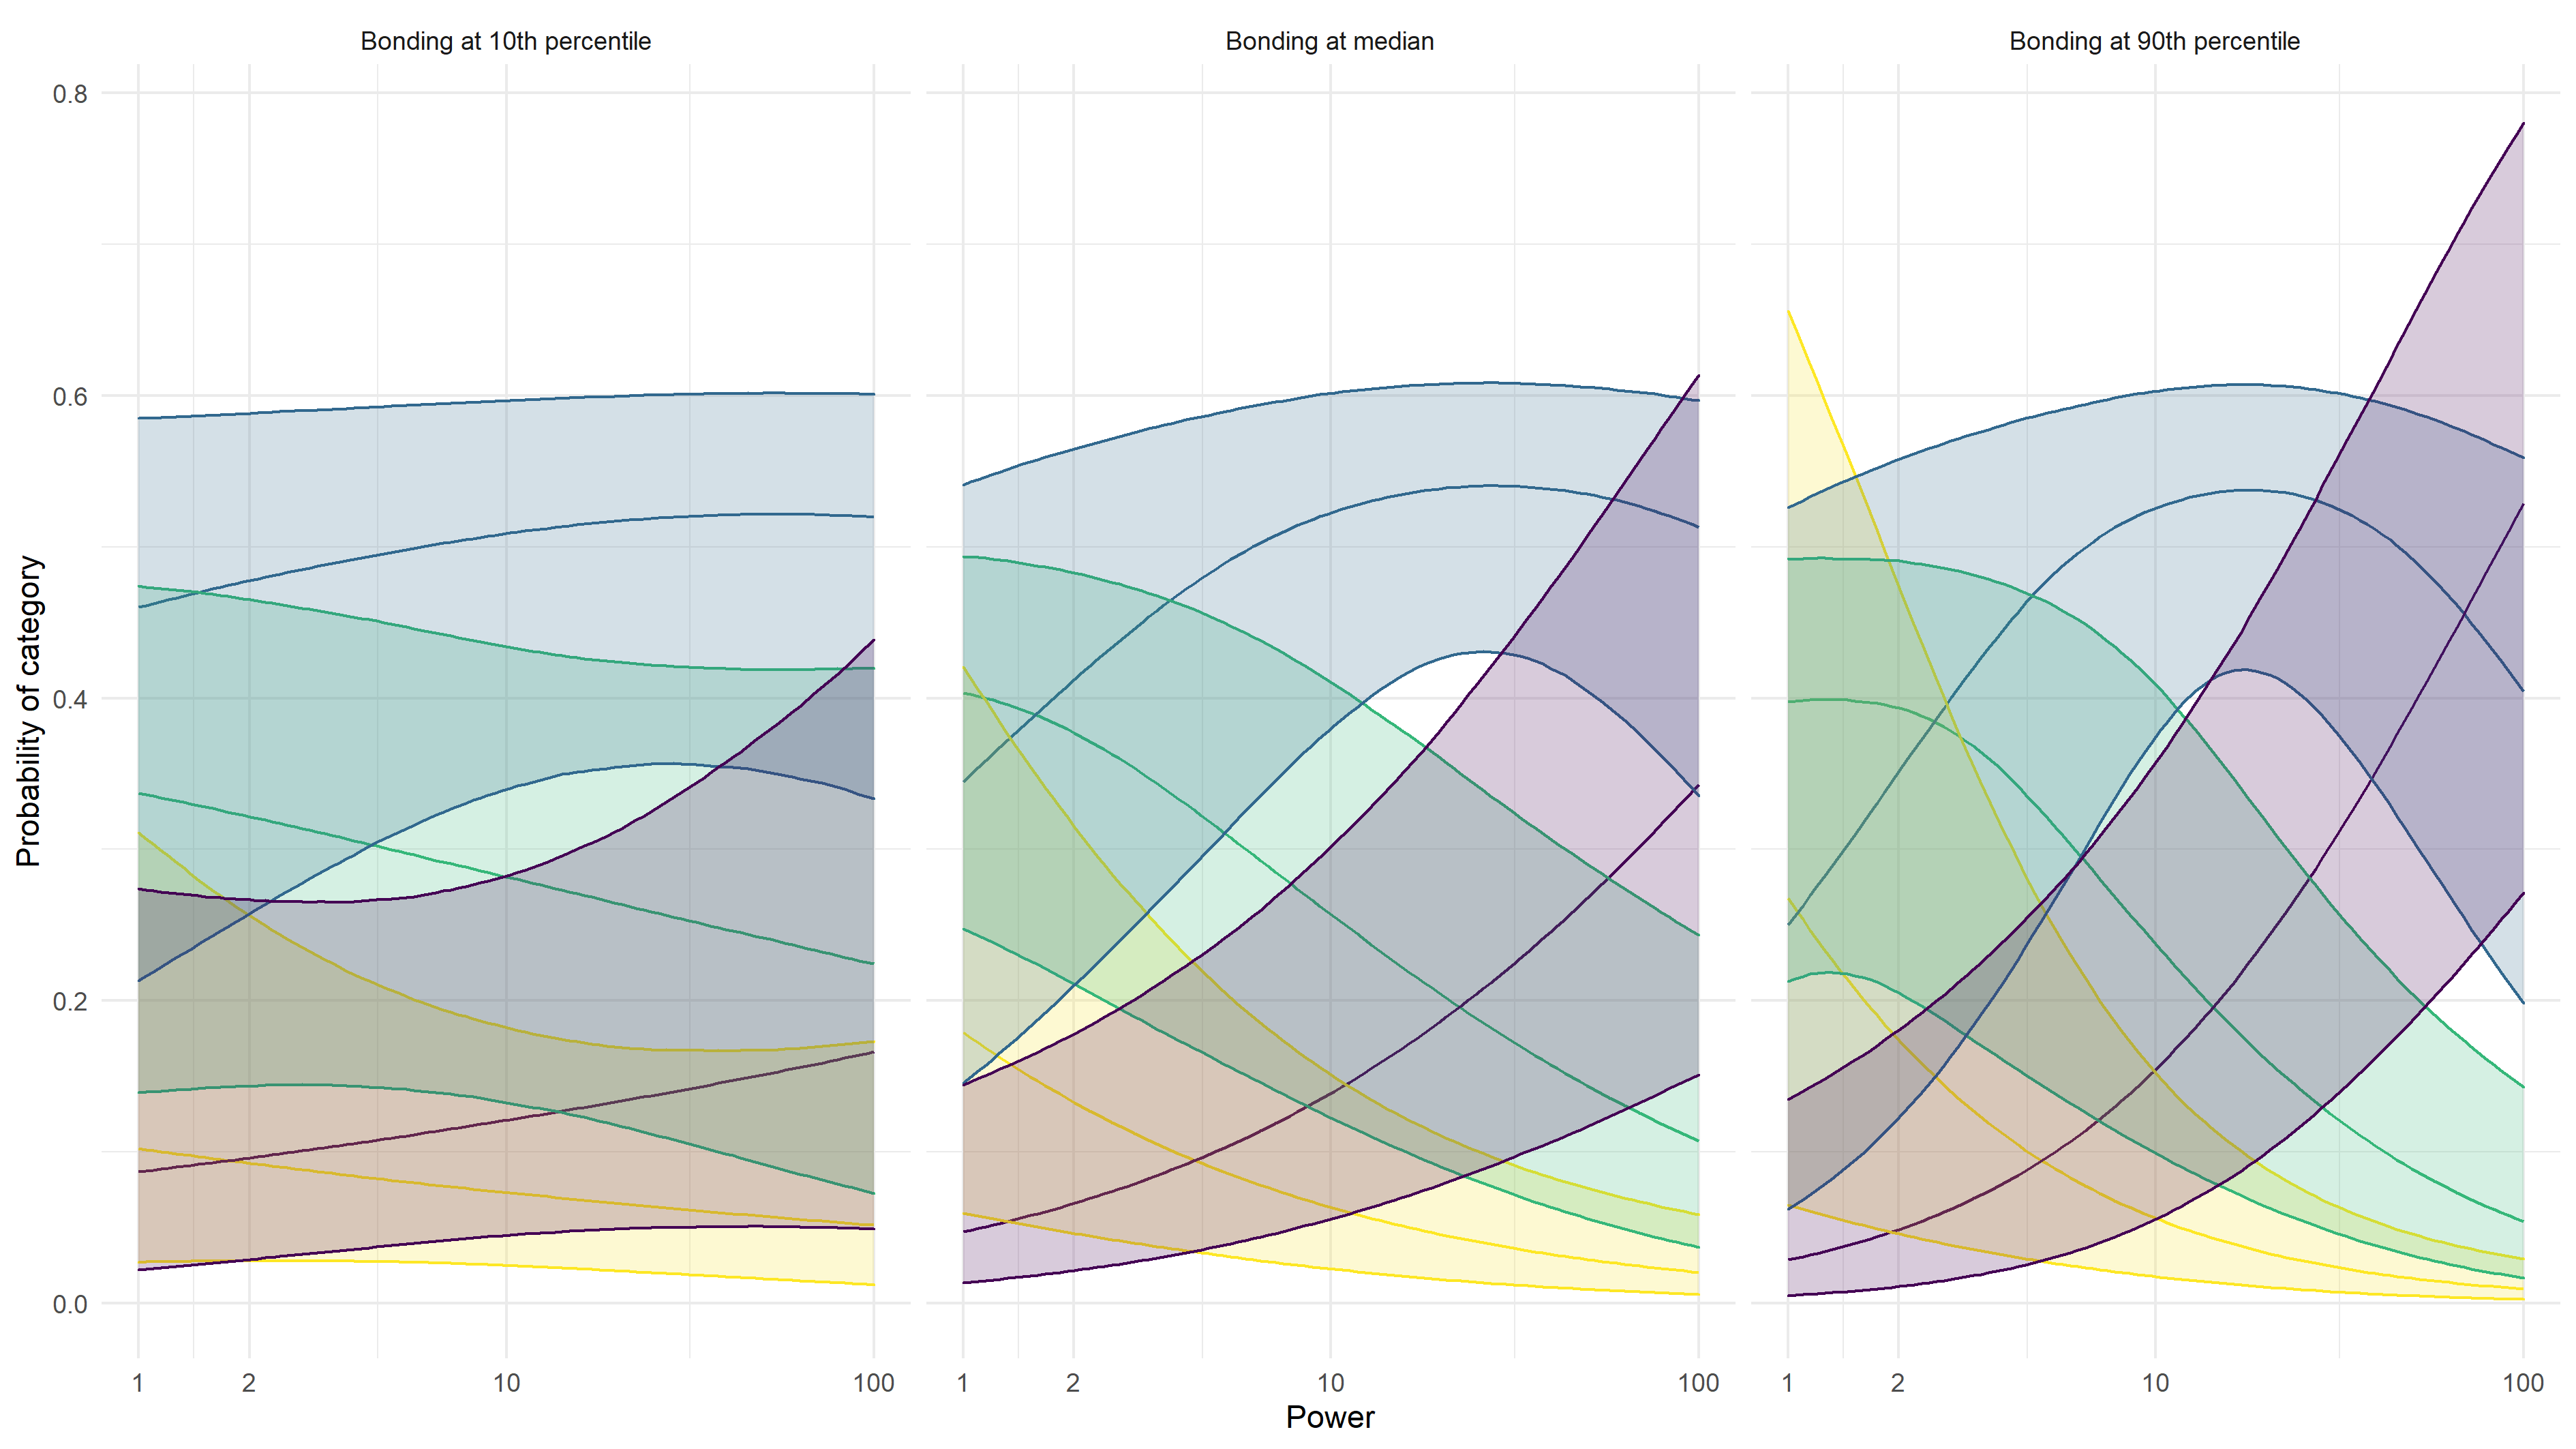 Bonding at 10th percentile Bonding at median Bonding at 90th percentile
0.8
0.6
0.4
0.2
0.0
Probability of category
1 2 10 100 1 2 10 100 1 2 10 100
Power